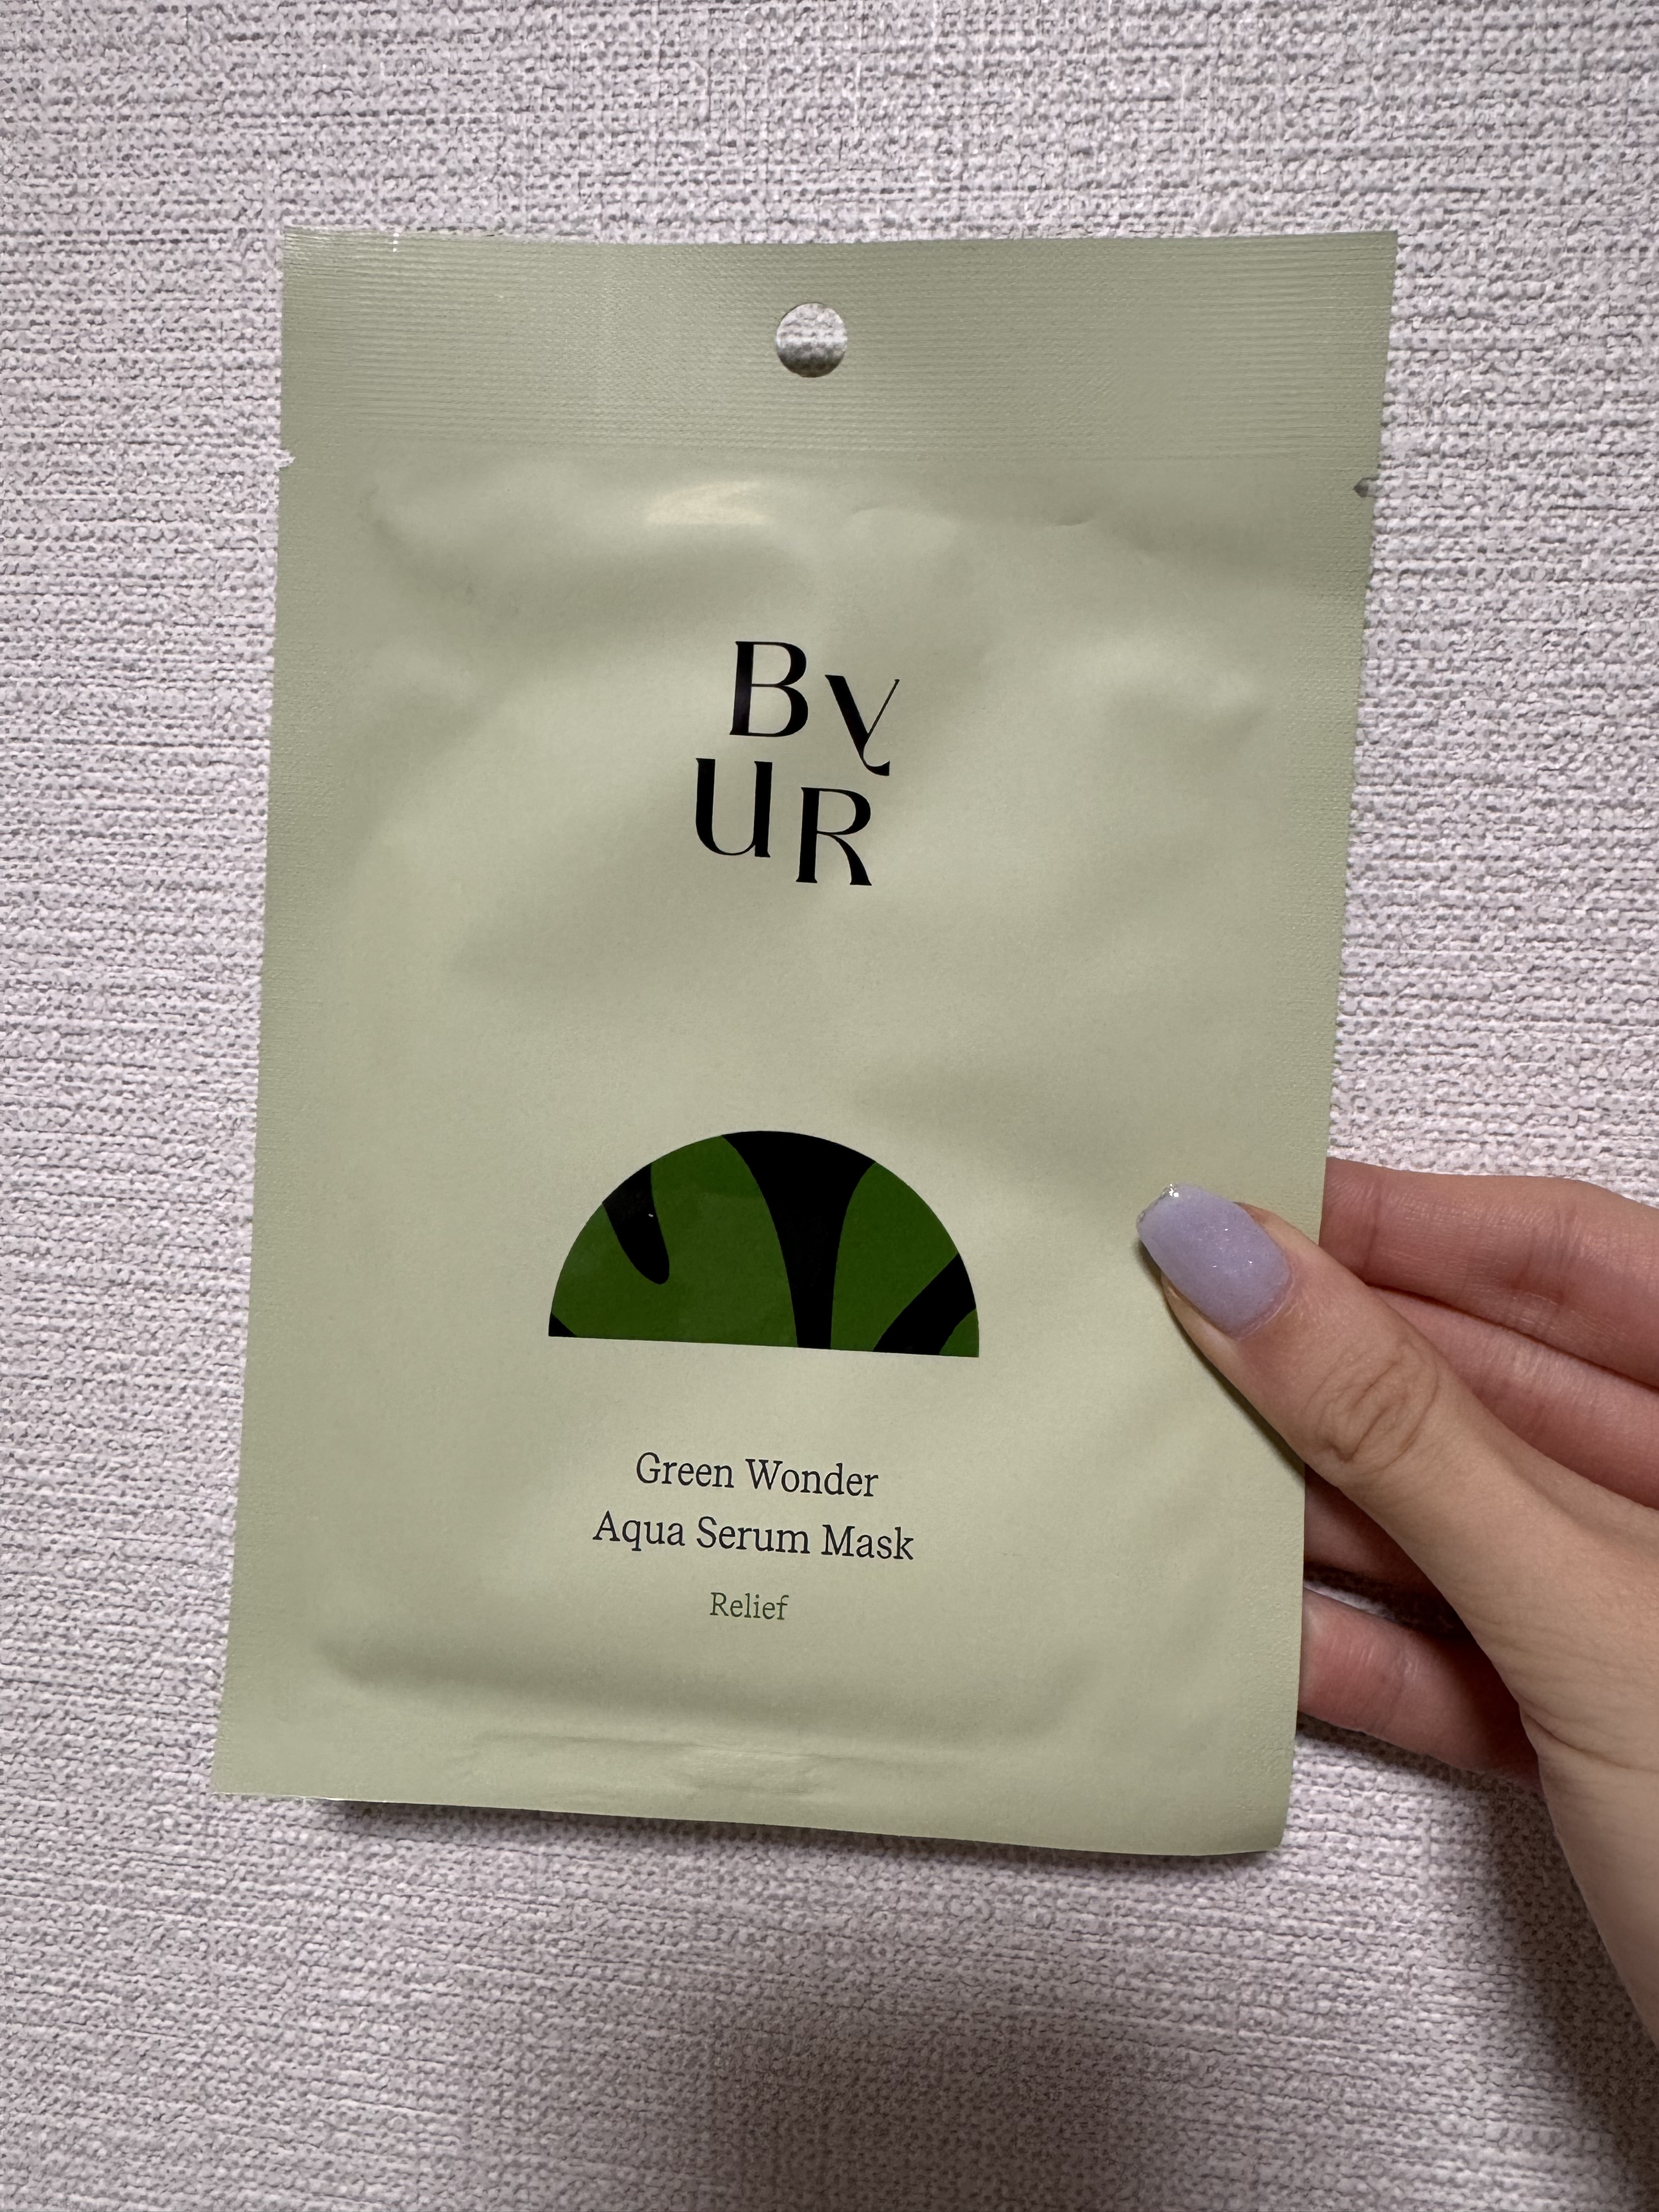 By
UR
Green Wonder
Aqua Serum Mask
Relief